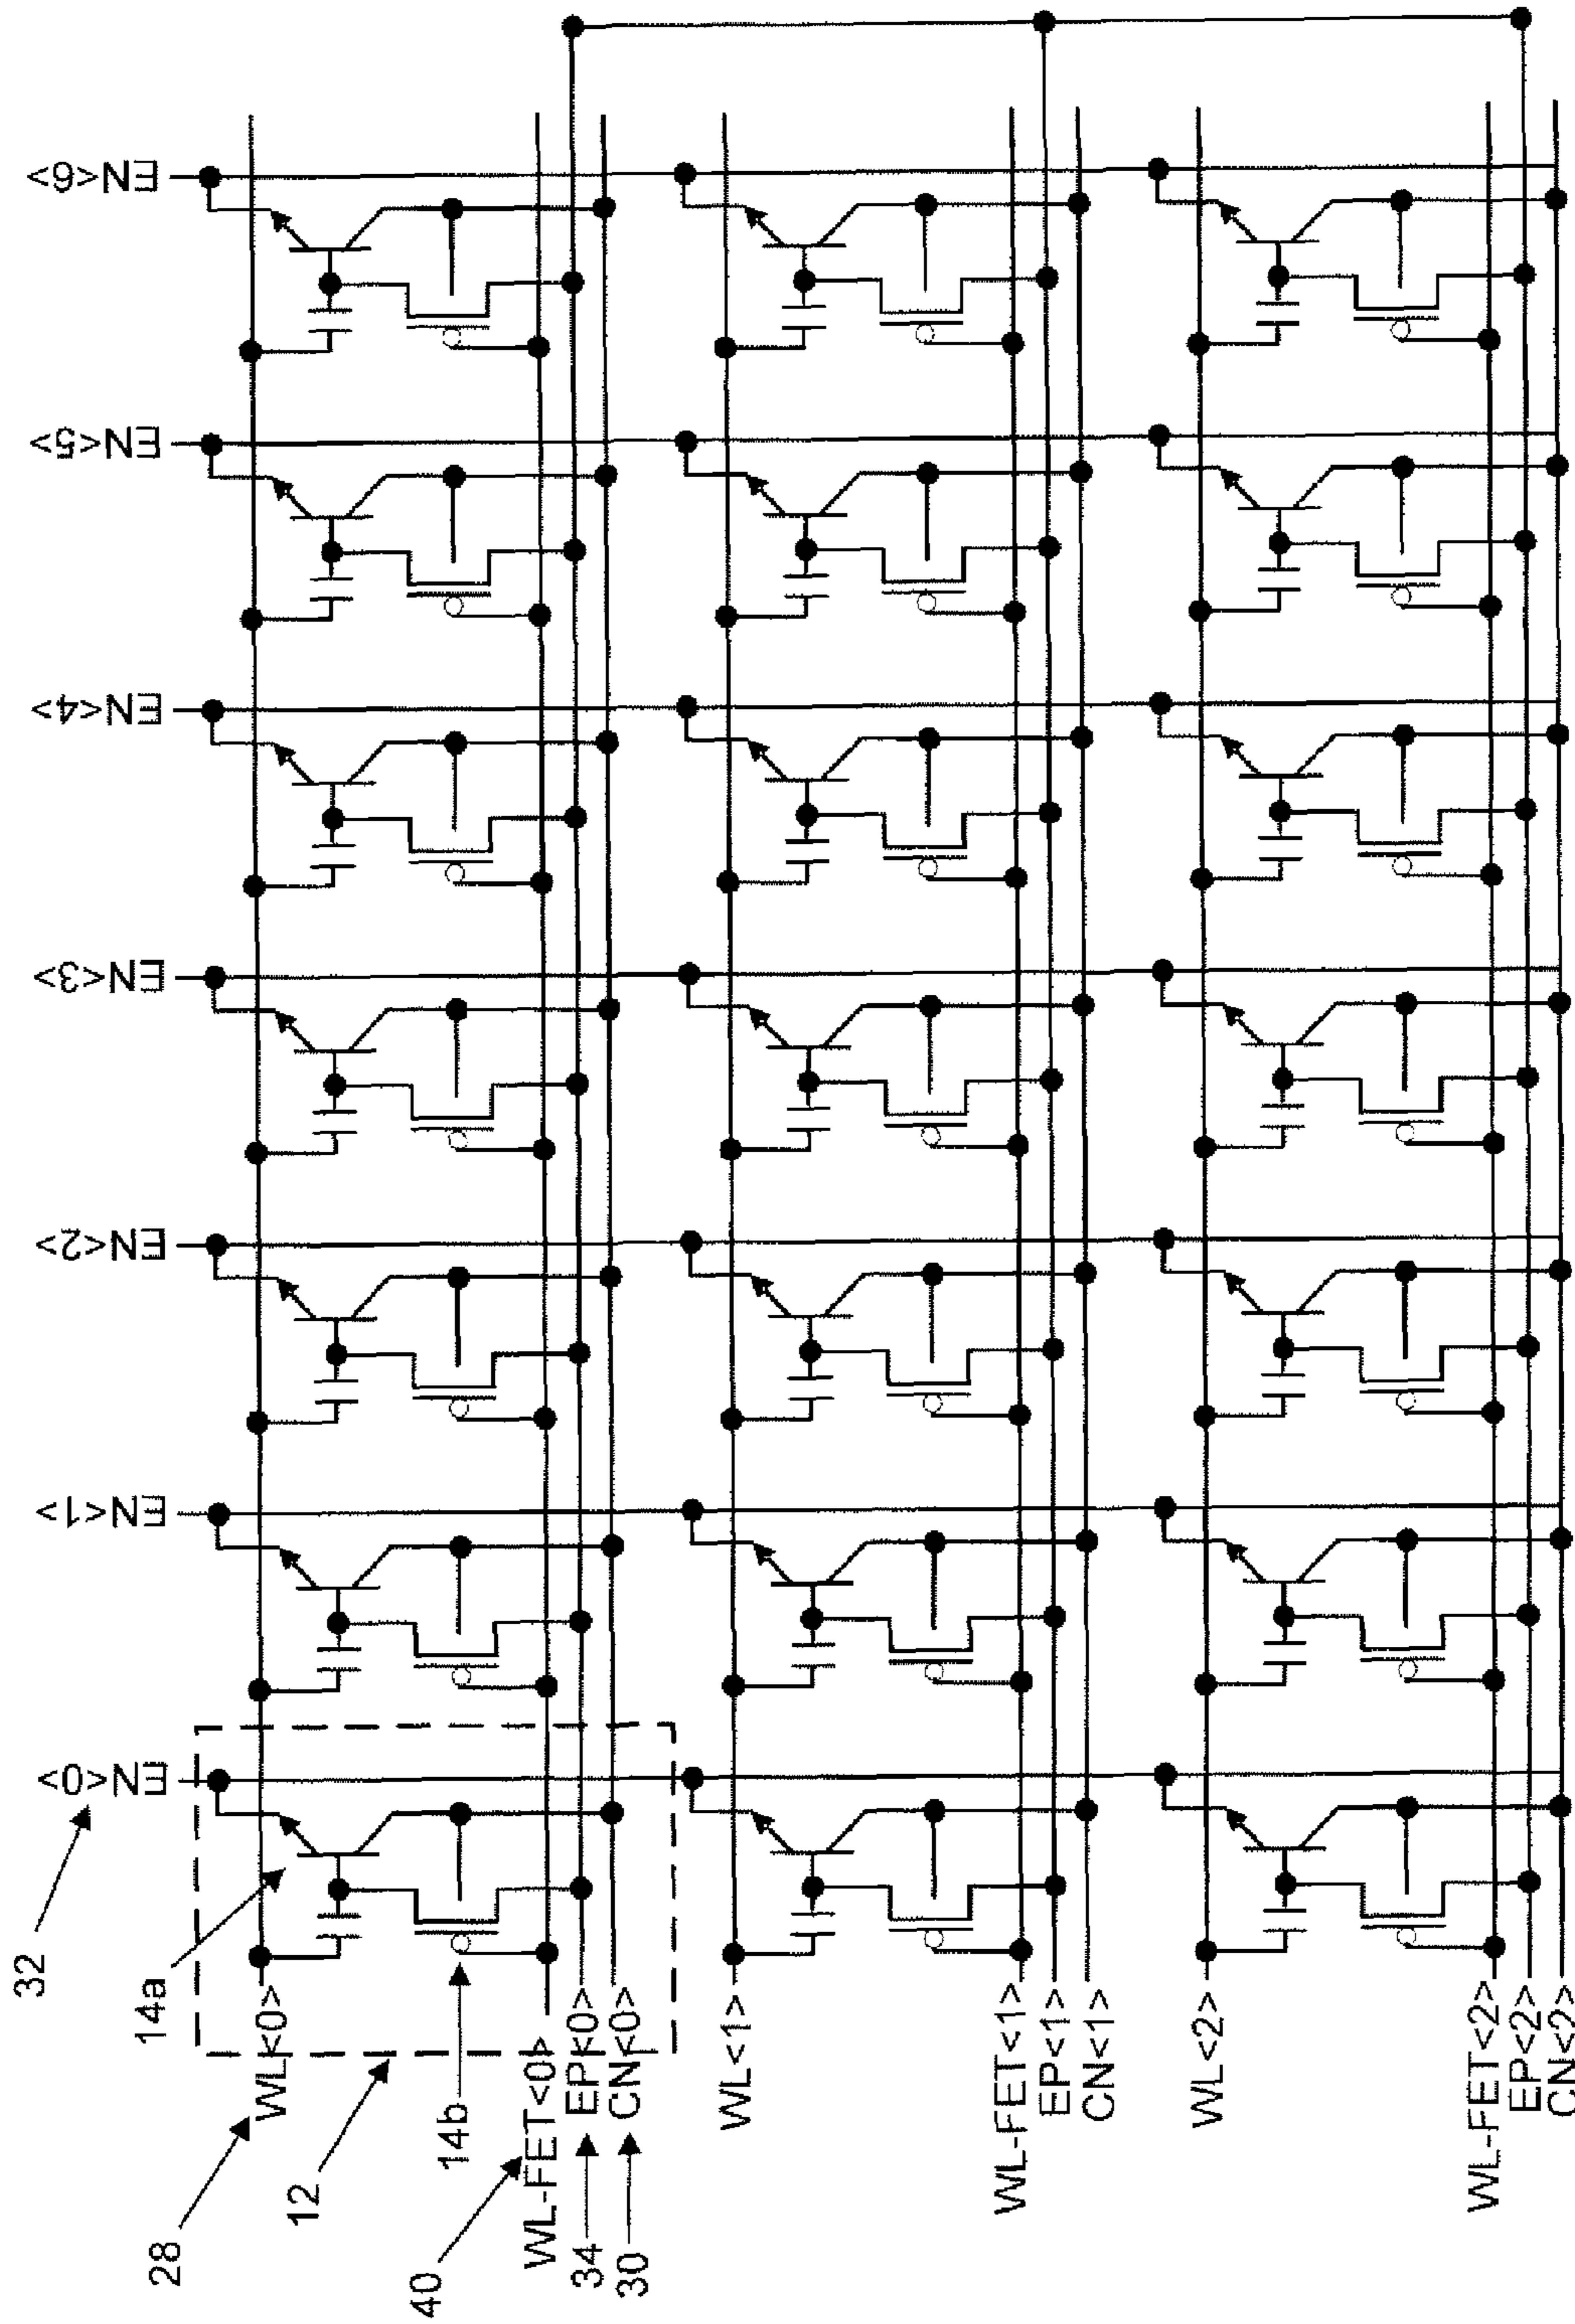 EN<0>
EN<1>
EN<2>
EN<3>
EN<4>
EN<5>
EN<6>
32
14a
28
WL<0>
12
14b
40
WL-FET<0>
34
EP<0>
30
CN<0>
WL<1>
WL-FET<1>
EP<1>
CN<1>
WL<2>
WL-FET<2>
EP<2>
CN<2>